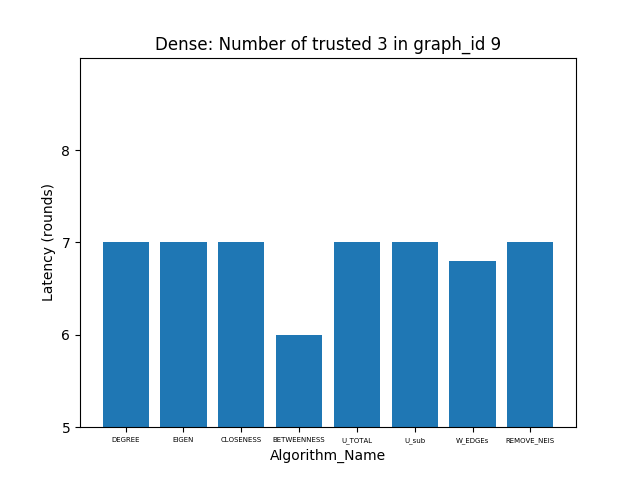 Dense: Number of trusted 3 in graph_id 9
Latency (rounds)
8
7
6
5
DEGREE EIGEN CLOSENESS BETWEENNESS U_TOTAL U_sub W_EDGEs REMOVE_NEIS
Algorithm_Name